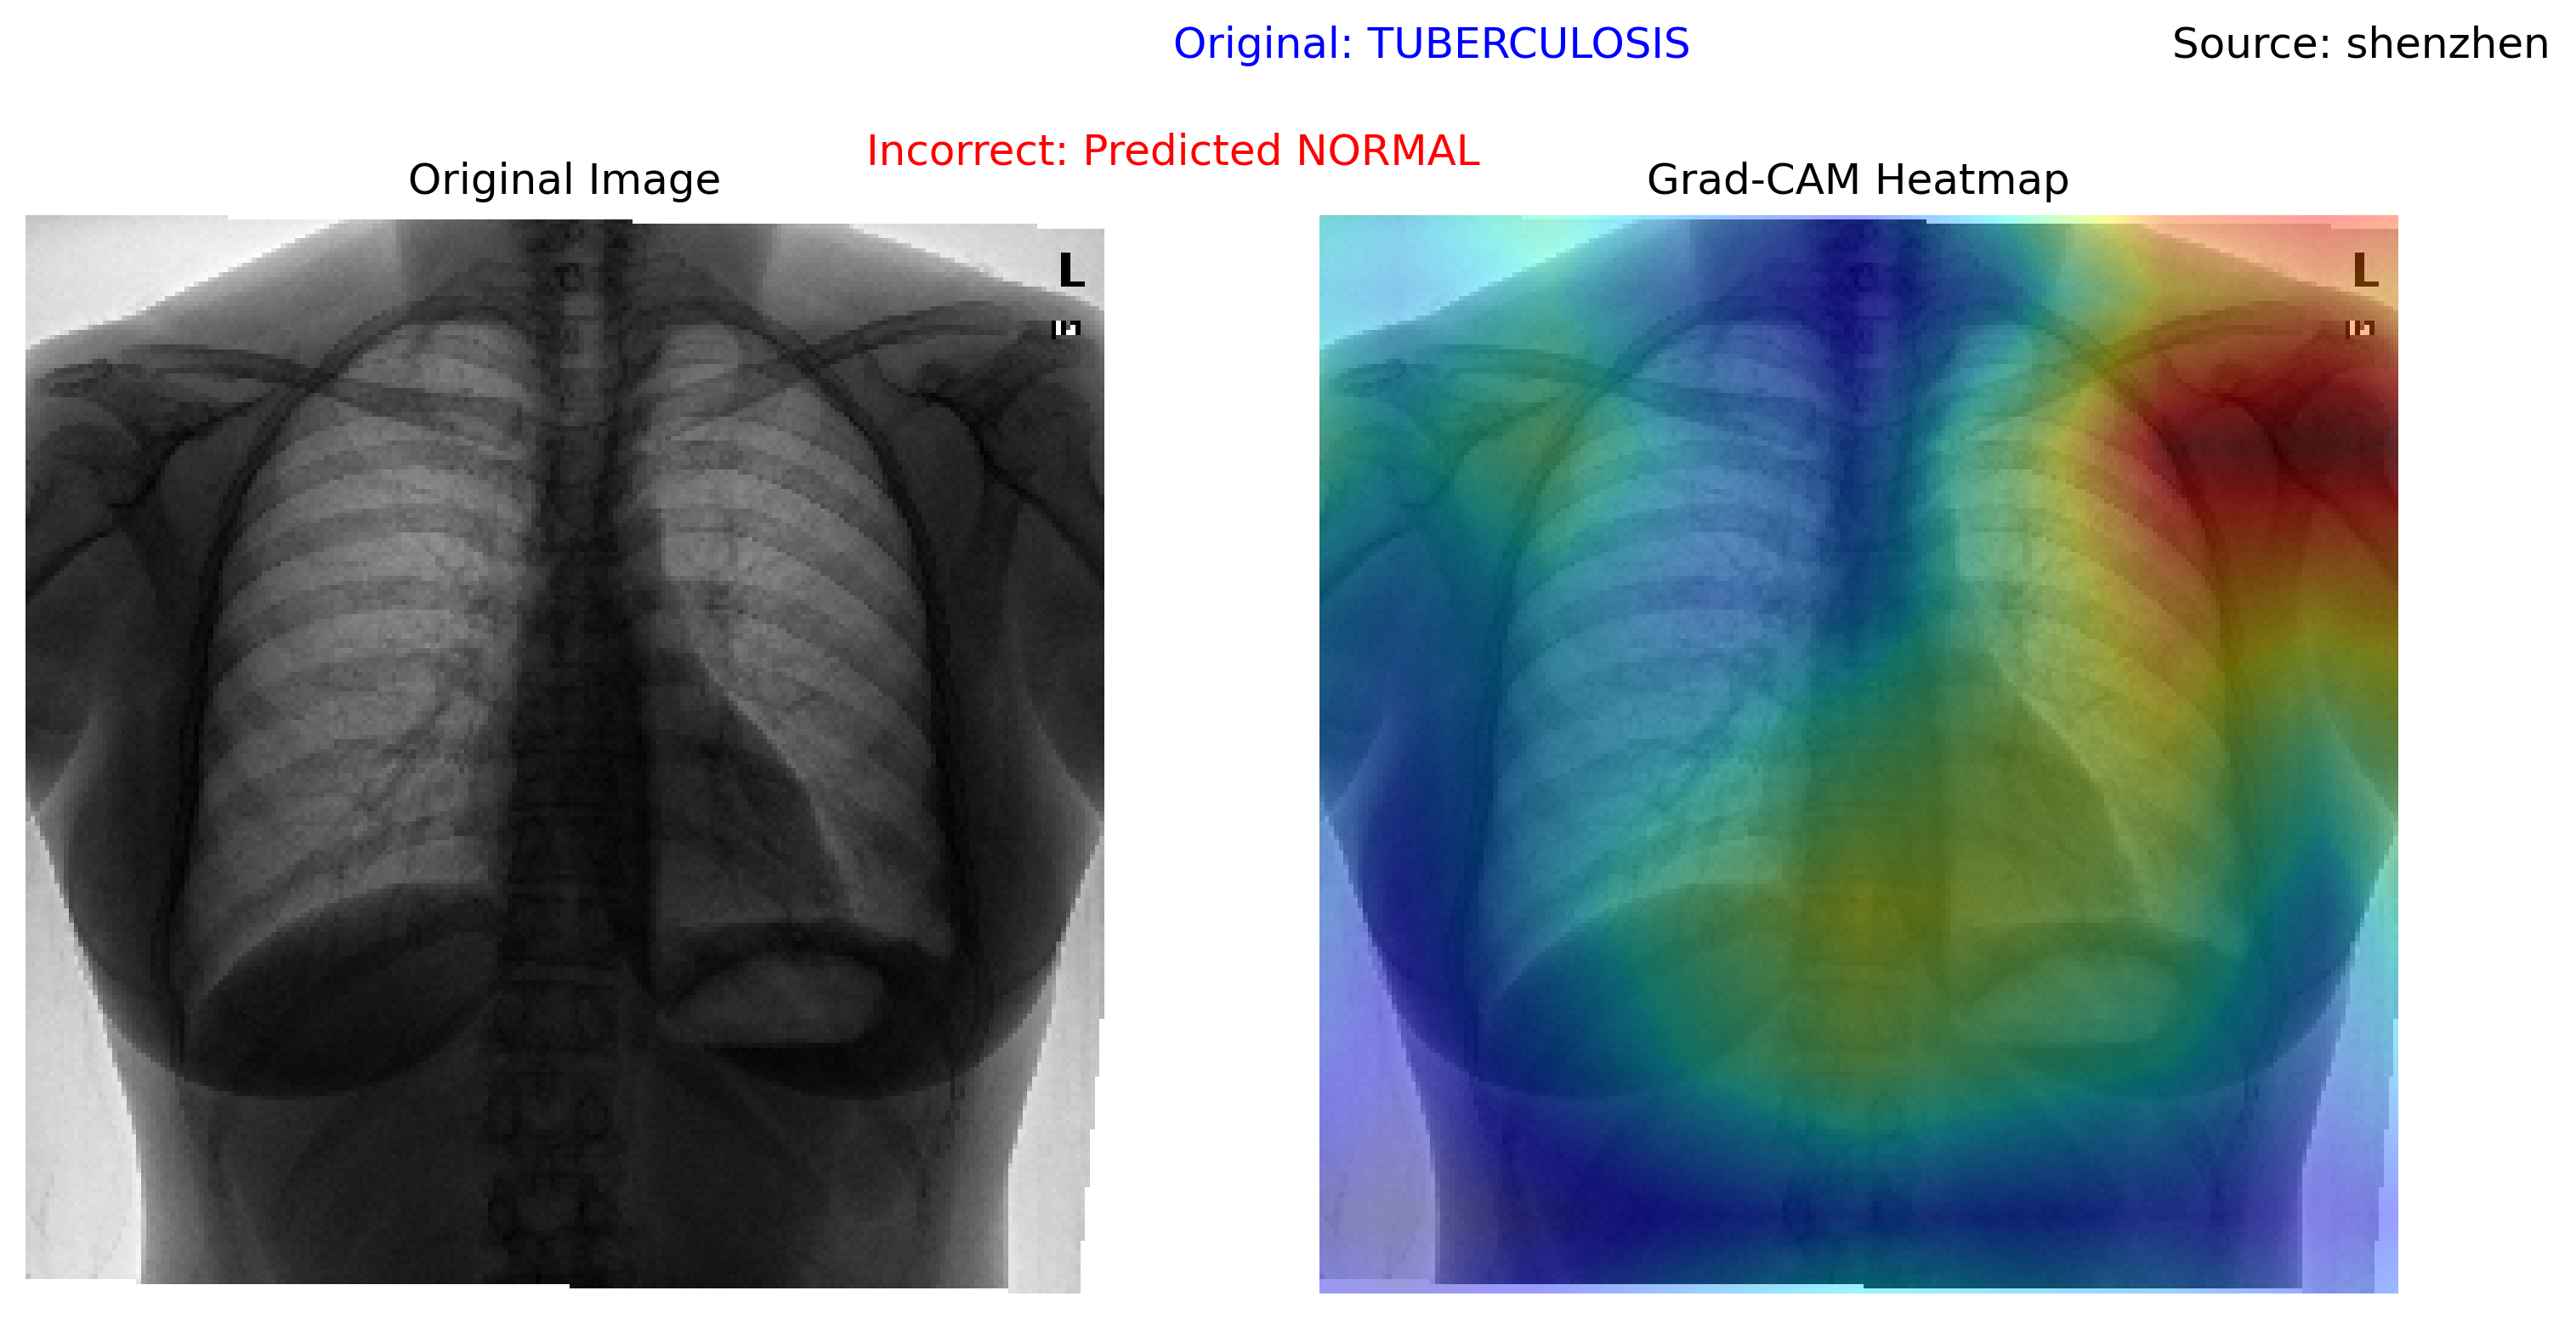 Original: TUBERCULOSIS
Source: shenzhen
Incorrect: Predicted NORMAL
Original Image
Grad-CAM Heatmap
L
L